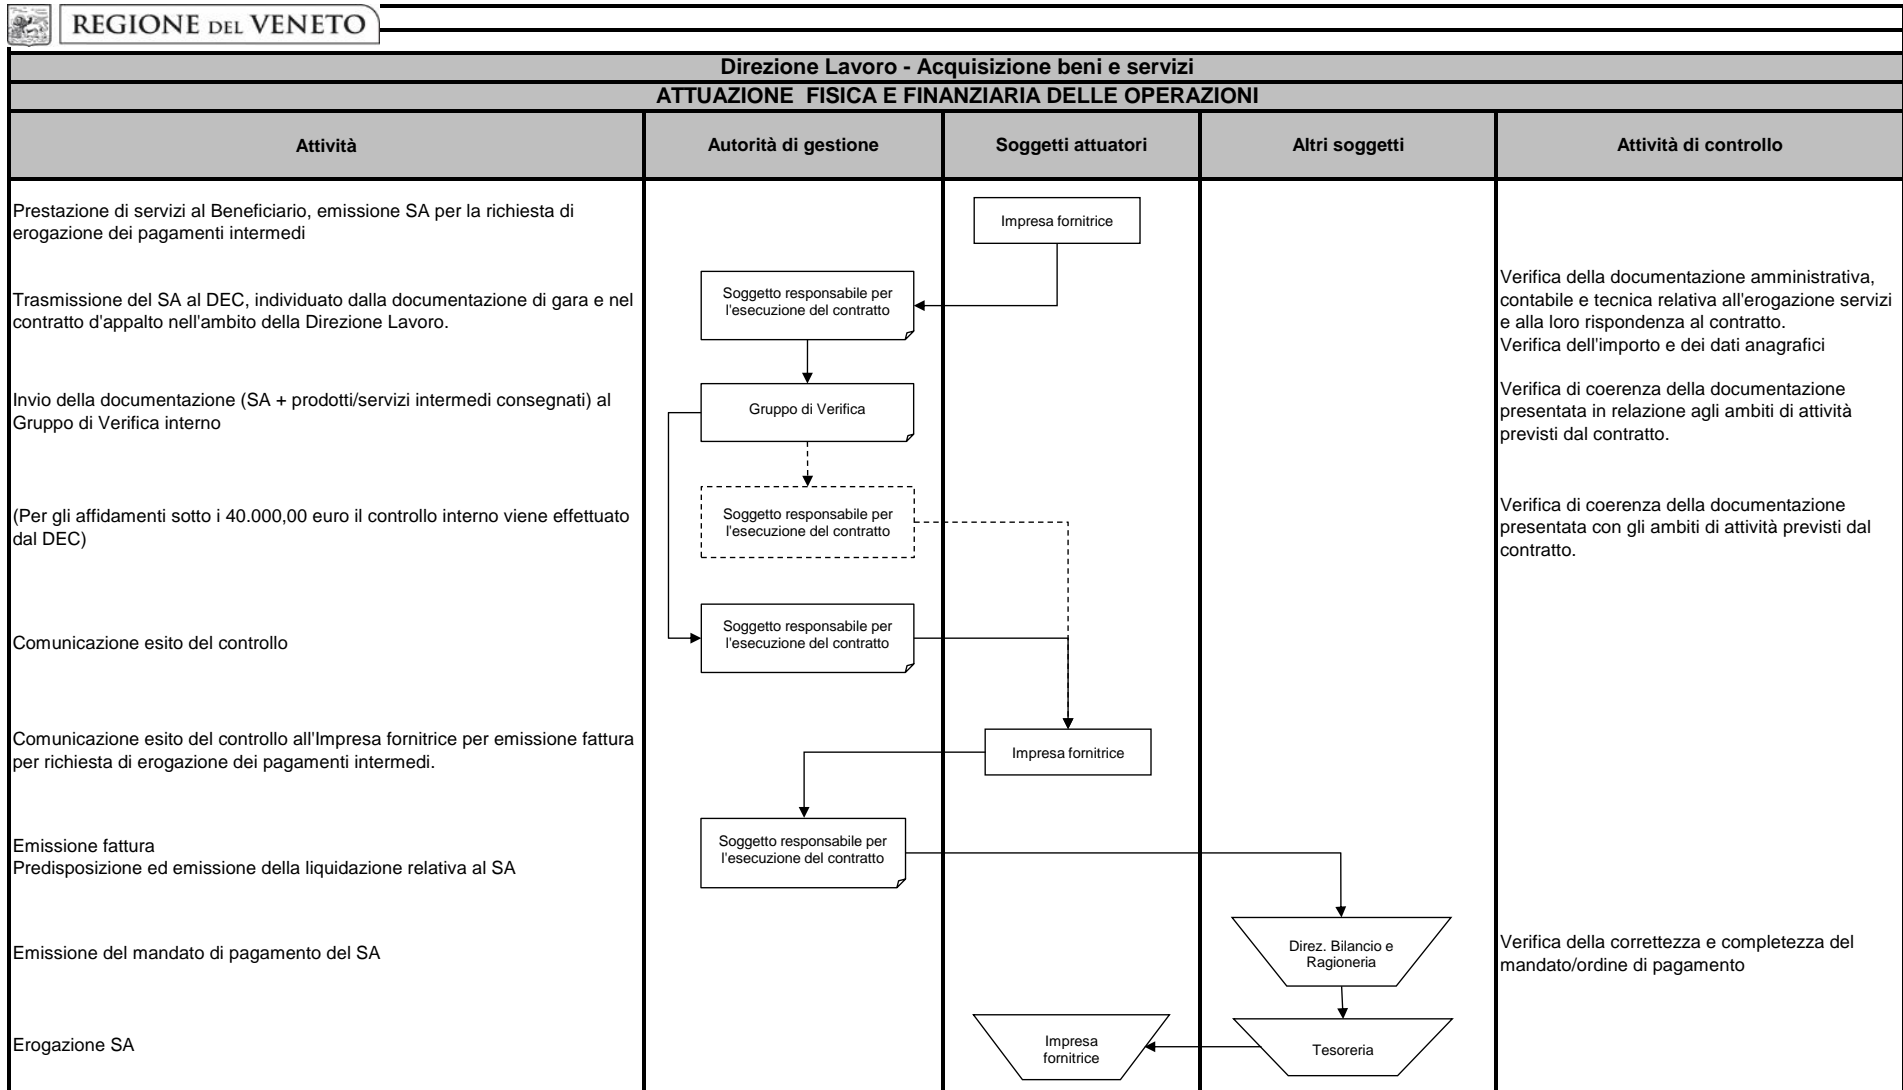 REGIONE DEL VENETO
Direzione Lavoro - Acquisizione beni e servizi
ATTUAZIONE FISICA E FINANZIARIA DELLE OPERAZIONI
Attività
Autorità di gestione
Soggetti attuatori
Altri soggetti
Attività di controllo
Prestazione di servizi al Beneficiario, emissione SA per la richiesta di
erogazione dei pagamenti intermedi
Impresa fornitrice
Trasmissione del SA al DEC, individuato dalla documentazione di gara e nel
contratto d'appalto nell'ambito della Direzione Lavoro.
Soggetto responsabile per
l'esecuzione del contratto
Verifica della documentazione amministrativa,
contabile e tecnica relativa all'erogazione servizi
e alla loro rispondenza al contratto.
Verifica dell'importo e dei dati anagrafici
Invio della documentazione (SA + prodotti/servizi intermedi consegnati) al
Gruppo di Verifica interno
Gruppo di Verifica
Verifica di coerenza della documentazione
presentata in relazione agli ambiti di attività
previsti dal contratto.
(Per gli affidamenti sotto i 40.000,00 euro il controllo interno viene effettuato
dal DEC)
Soggetto responsabile per
l'esecuzione del contratto
Verifica di coerenza della documentazione
presentata con gli ambiti di attività previsti dal
contratto.
Comunicazione esito del controllo
Soggetto responsabile per
l'esecuzione del contratto
Comunicazione esito del controllo all'Impresa fornitrice per emissione fattura
per richiesta di erogazione dei pagamenti intermedi.
Impresa fornitrice
Emissione fattura
Predisposizione ed emissione della liquidazione relativa al SA
Soggetto responsabile per
l'esecuzione del contratto
Emissione del mandato di pagamento del SA
Direz. Bilancio e
Ragioneria
Verifica della correttezza e completezza del
mandato/ordine di pagamento
Erogazione SA
Impresa
fornitrice
Tesoreria